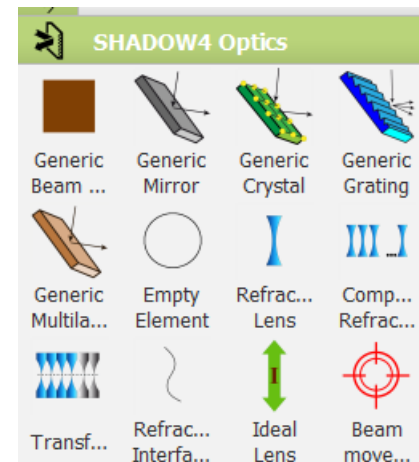 SHADOW4 Optics
Generic Generic Generic Generic
Beam ... Mirror Crystal Grating
Generic Empty Refrac... Comp...
Multila... Element Lens Refrac...
I
Transf... Refrac... Ideal Beam
Interfa... Lens move...